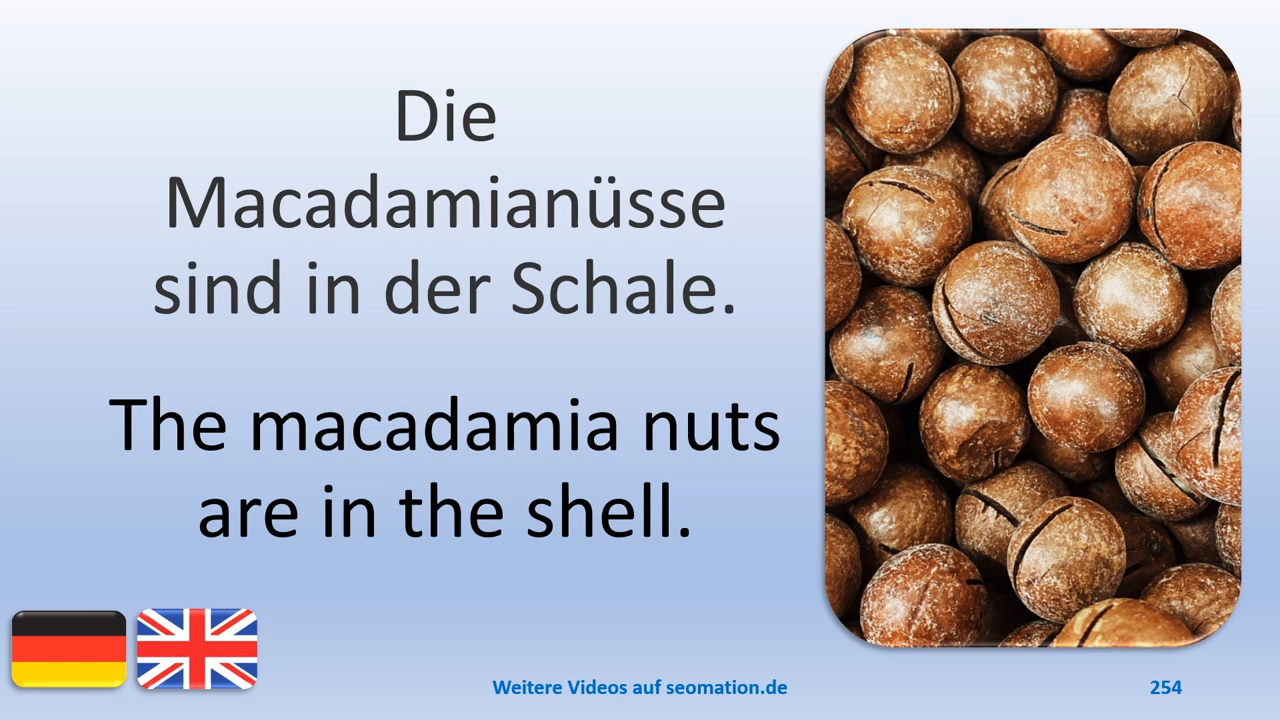 Die
Macadamianüsse
sind in der Schale.
The macadamia nuts
are in the shell.
Weitere Videos auf seomation.de
254